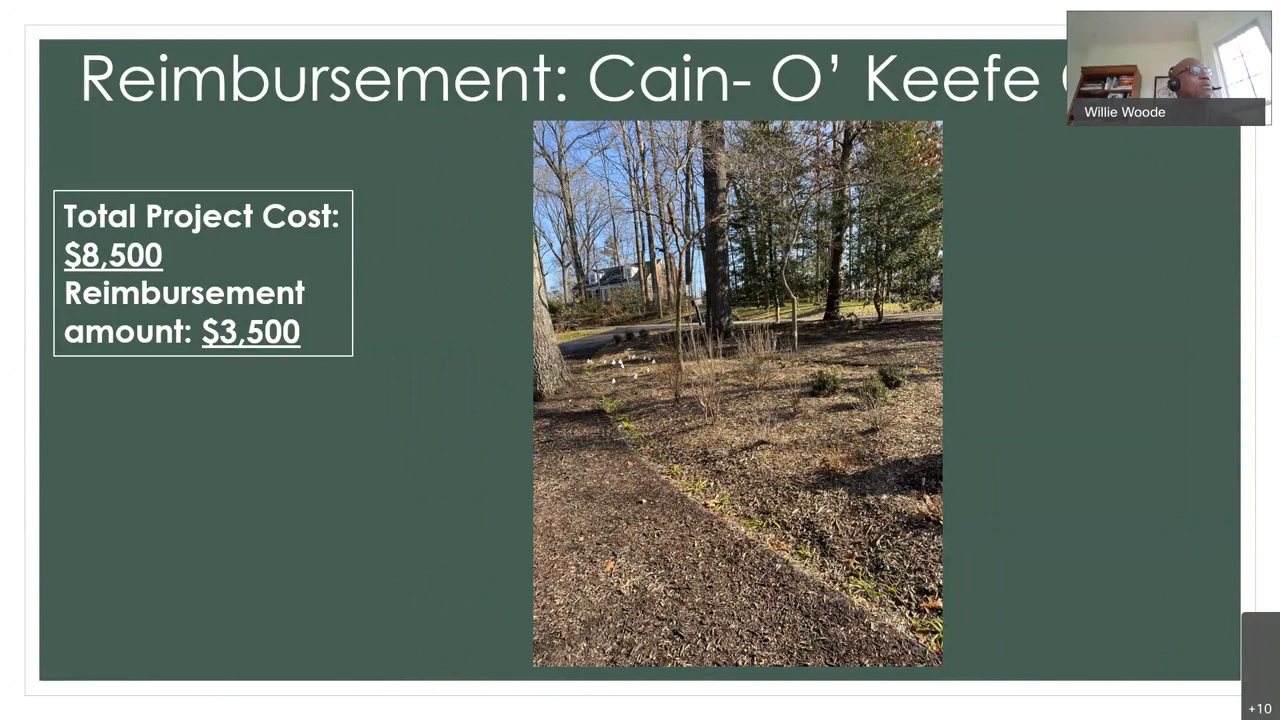 Reimbursement: Cain- O’ Keefe
Willie Woode
Total Project Cost:
$8,500
Reimbursement
amount: $3,500
+10